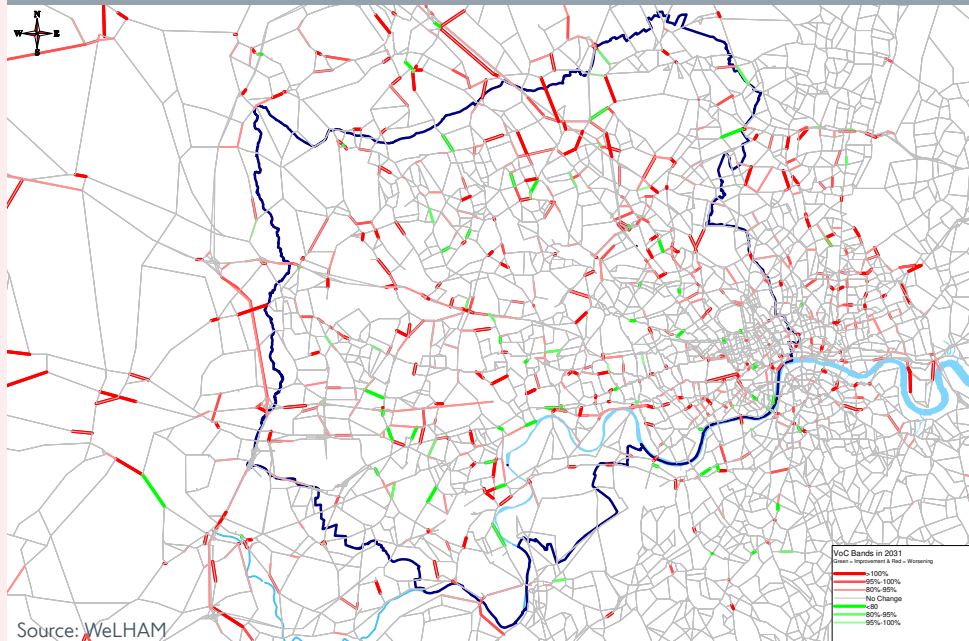 N
W E
S
VoC Bands in 2031
Green = Improvement & Red = Worsening
>100%
95%-100%
80%-95%
No Change
<80
80%-95%
95%-100%
Source: WeLHAM